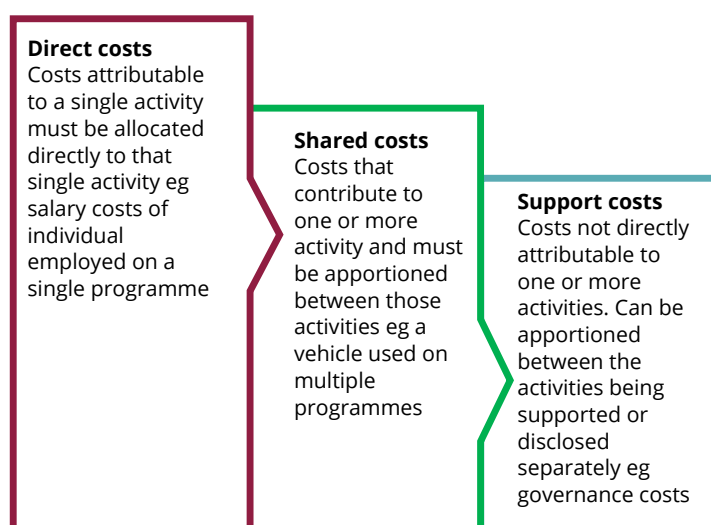 Direct costs
Costs attributable
to a single activity
must be allocated
directly to that
single activity eg
salary costs of
individual
employed on a
single programme
Shared costs
Costs that
contribute to
one or more
activity and must
be apportioned
between those
activities eg a
vehicle used on
multiple
programmes
Support costs
Costs not directly
attributable to
one or more
activities. Can be
apportioned
between the
activities being
supported or
disclosed
separately eg
governance costs